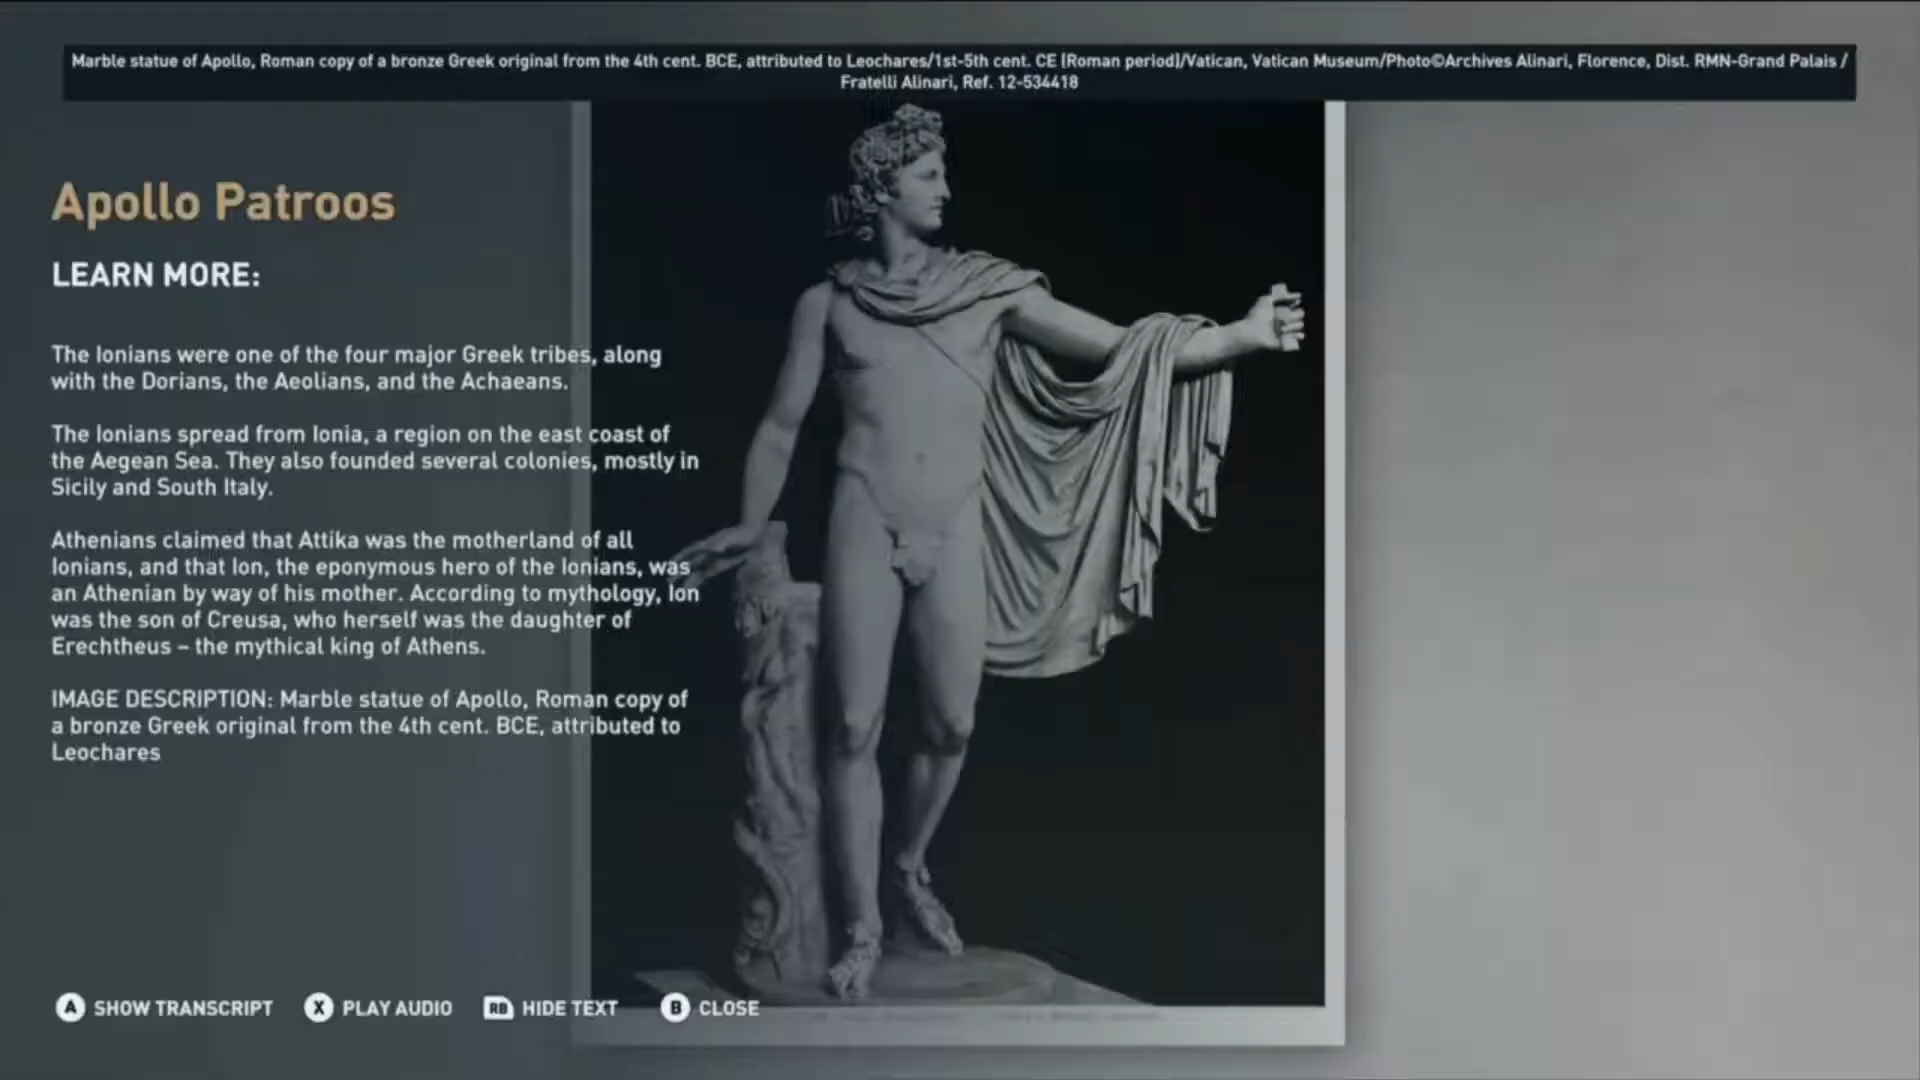 Marble statue of Apollo, Roman copy of a bronze Greek original from the 4th cent. BCE, attributed to Leochares/1st-5th cent. CE (Roman period)/Vatican, Vatican Museum/Photo©Archives Alinari, Florence, Dist. RMN-Grand Palais /
Fratelli Alinari, Ref. 12-534418
Apollo Patroos
LEARN MORE:
The Ionians were one of the four major Greek tribes, along
with the Dorians, the Aeolians, and the Achaeans.
The Ionians spread from Ionia, a region on the east coast of
the Aegean Sea. They also founded several colonies, mostly in
Sicily and South Italy.
Athenians claimed that Attika was the motherland of all
Ionians, and that Ion, the eponymous hero of the Ionians, was
an Athenian by way of his mother. According to mythology, Ion
was the son of Creusa, who herself was the daughter of
Erechtheus – the mythical king of Athens.
IMAGE DESCRIPTION: Marble statue of Apollo, Roman copy of
a bronze Greek original from the 4th cent. BCE, attributed to
Leochares
A SHOW TRANSCRIPT X PLAY AUDIO RB HIDE TEXT B CLOSE